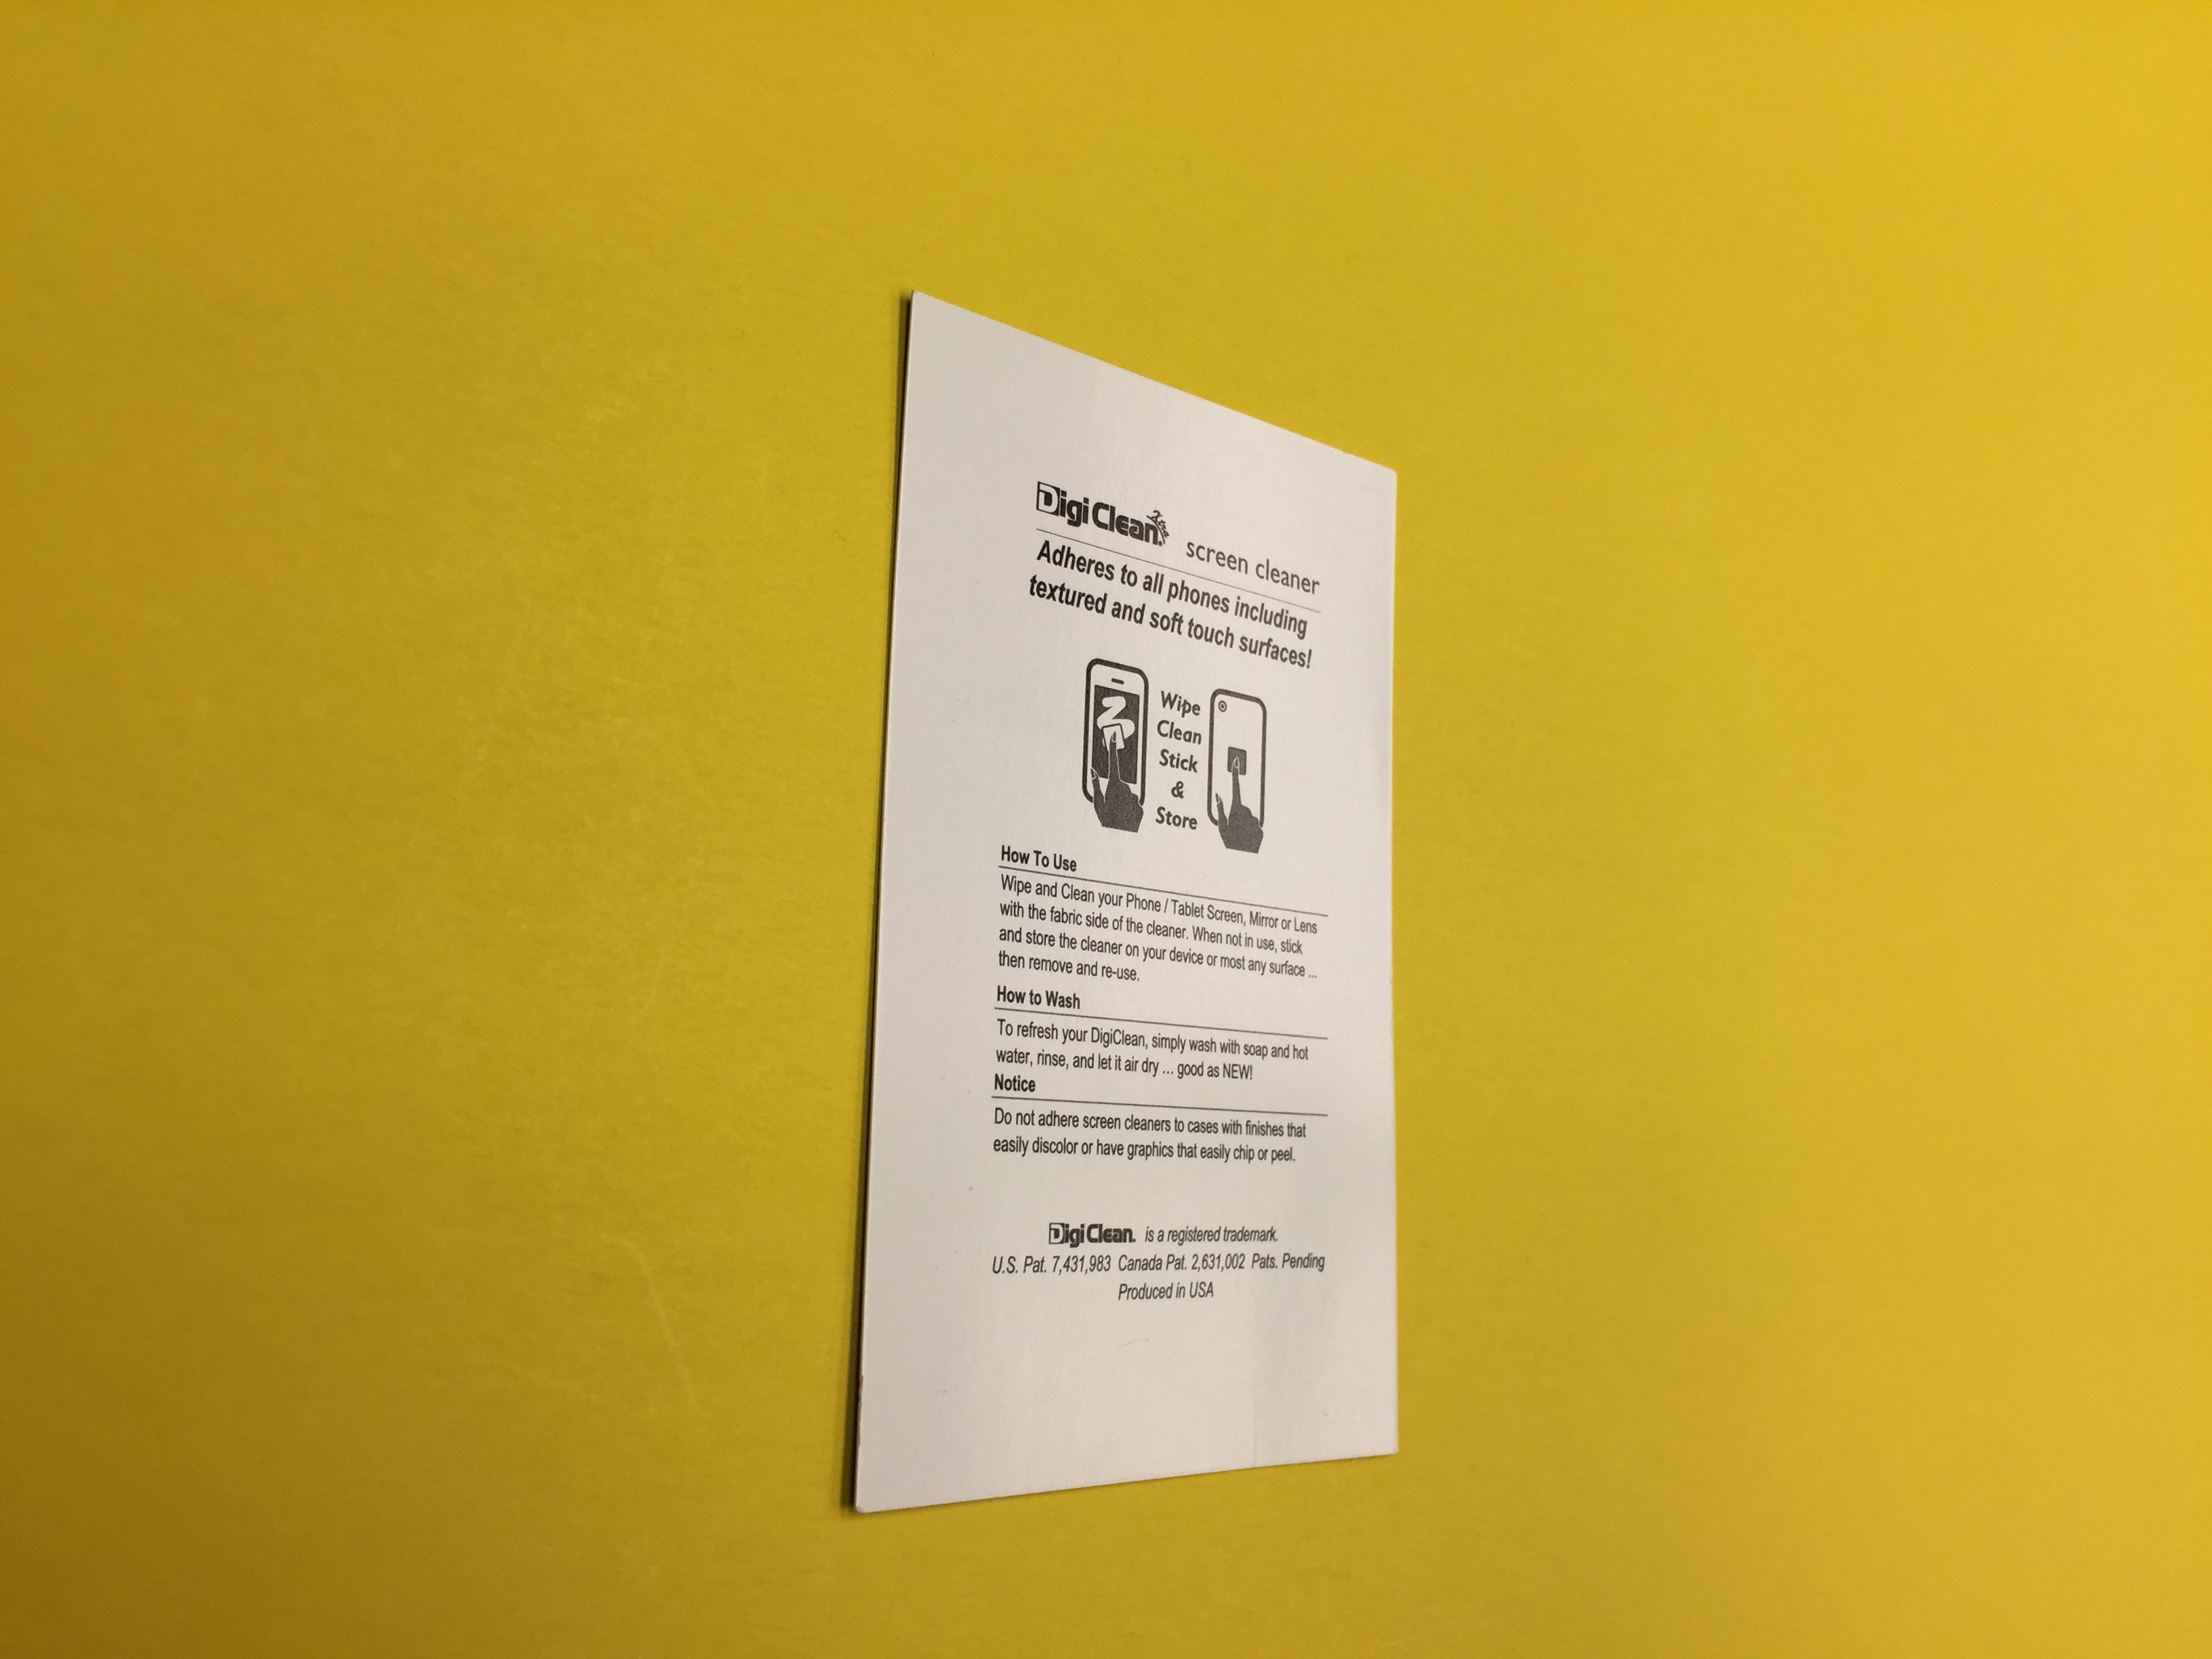 DigiClean. Xtra screen cleaner
Adheres to all phones including
textured and soft touch surfaces!
Wipe
Clean
Stick
&
Store
How To Use
Wipe and Clean your Phone / Tablet Screen, Mirror or Lens
with the fabric side of the cleaner. When not in use, stick
and store the cleaner on your device or most any surface ...
then remove and re-use.
How to Wash
To refresh your DigiClean, simply wash with soap and hot
water, rinse, and let it air dry ... good as NEW!
Notice
Do not adhere screen cleaners to cases with finishes that
easily discolor or have graphics that easily chip or peel.
DigiClean. is a registered trademark.
U.S. Pat. 7,431,983 Canada Pat. 2,631,002 Pats. Pending
Produced in USA